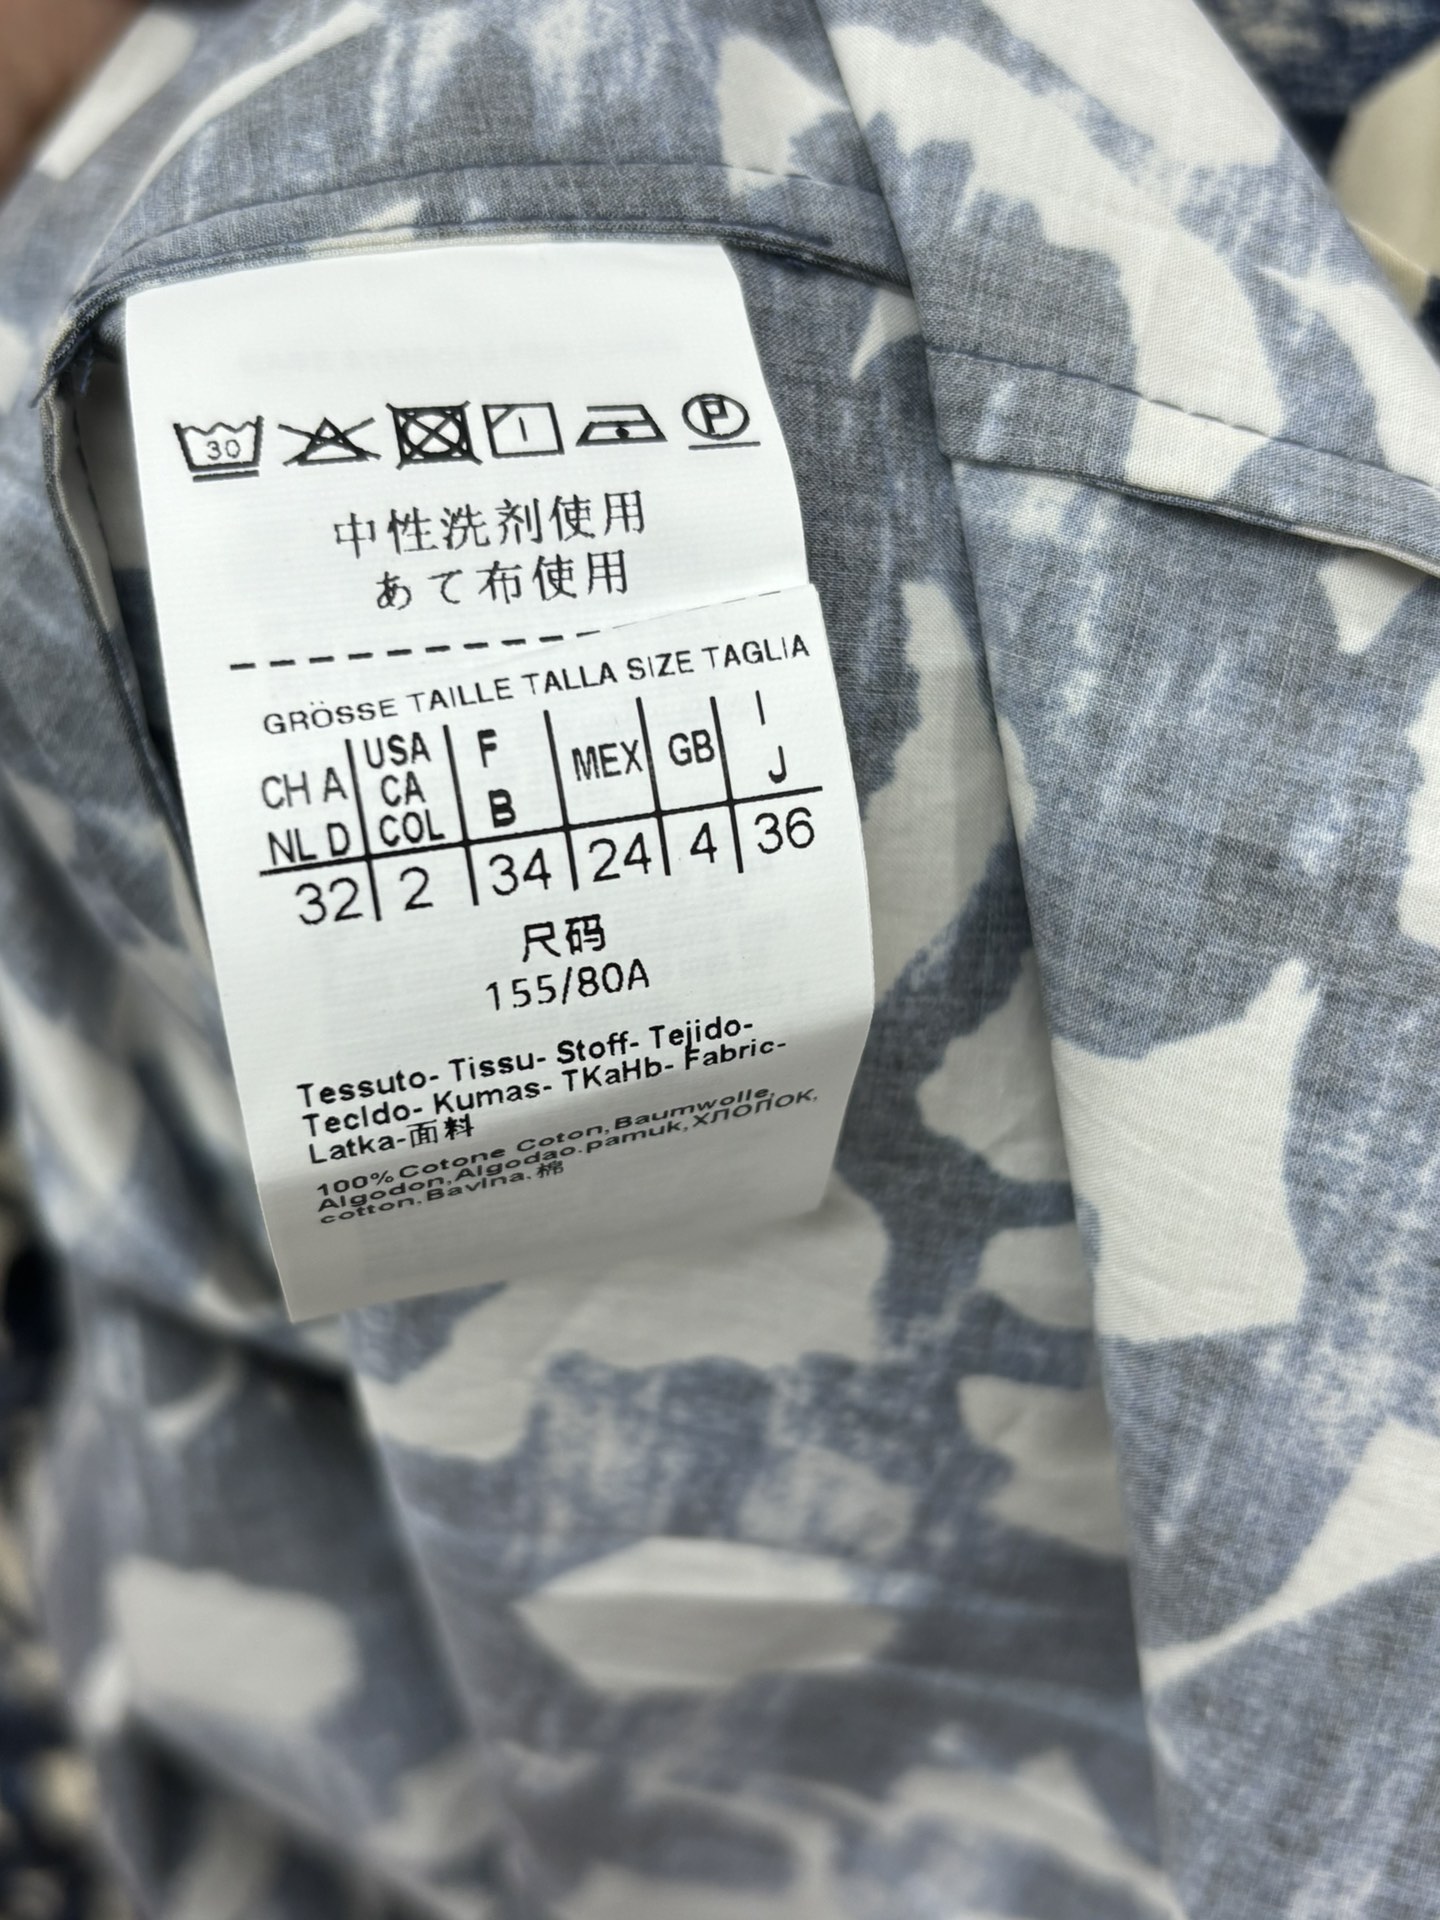 30
P
中性洗剤使用
あて布使用
GRÖSSE TAILLE TALLA SIZE TAGLIA
CH A NL D | USA CA COL | F B | MEX | GB | I J
32 | 2 | 34 | 24 | 4 | 36
尺码
155/80A
Tessuto- Tissu- Stoff- Tejido-
Tecldo- Kumas- TKaHb- Fabric-
Latka-面料
100% Cotone Coton, Baumwolle,
Algodon, Algodao. pamuk, ХЛОПОК,
cotton. Bavlna. 棉